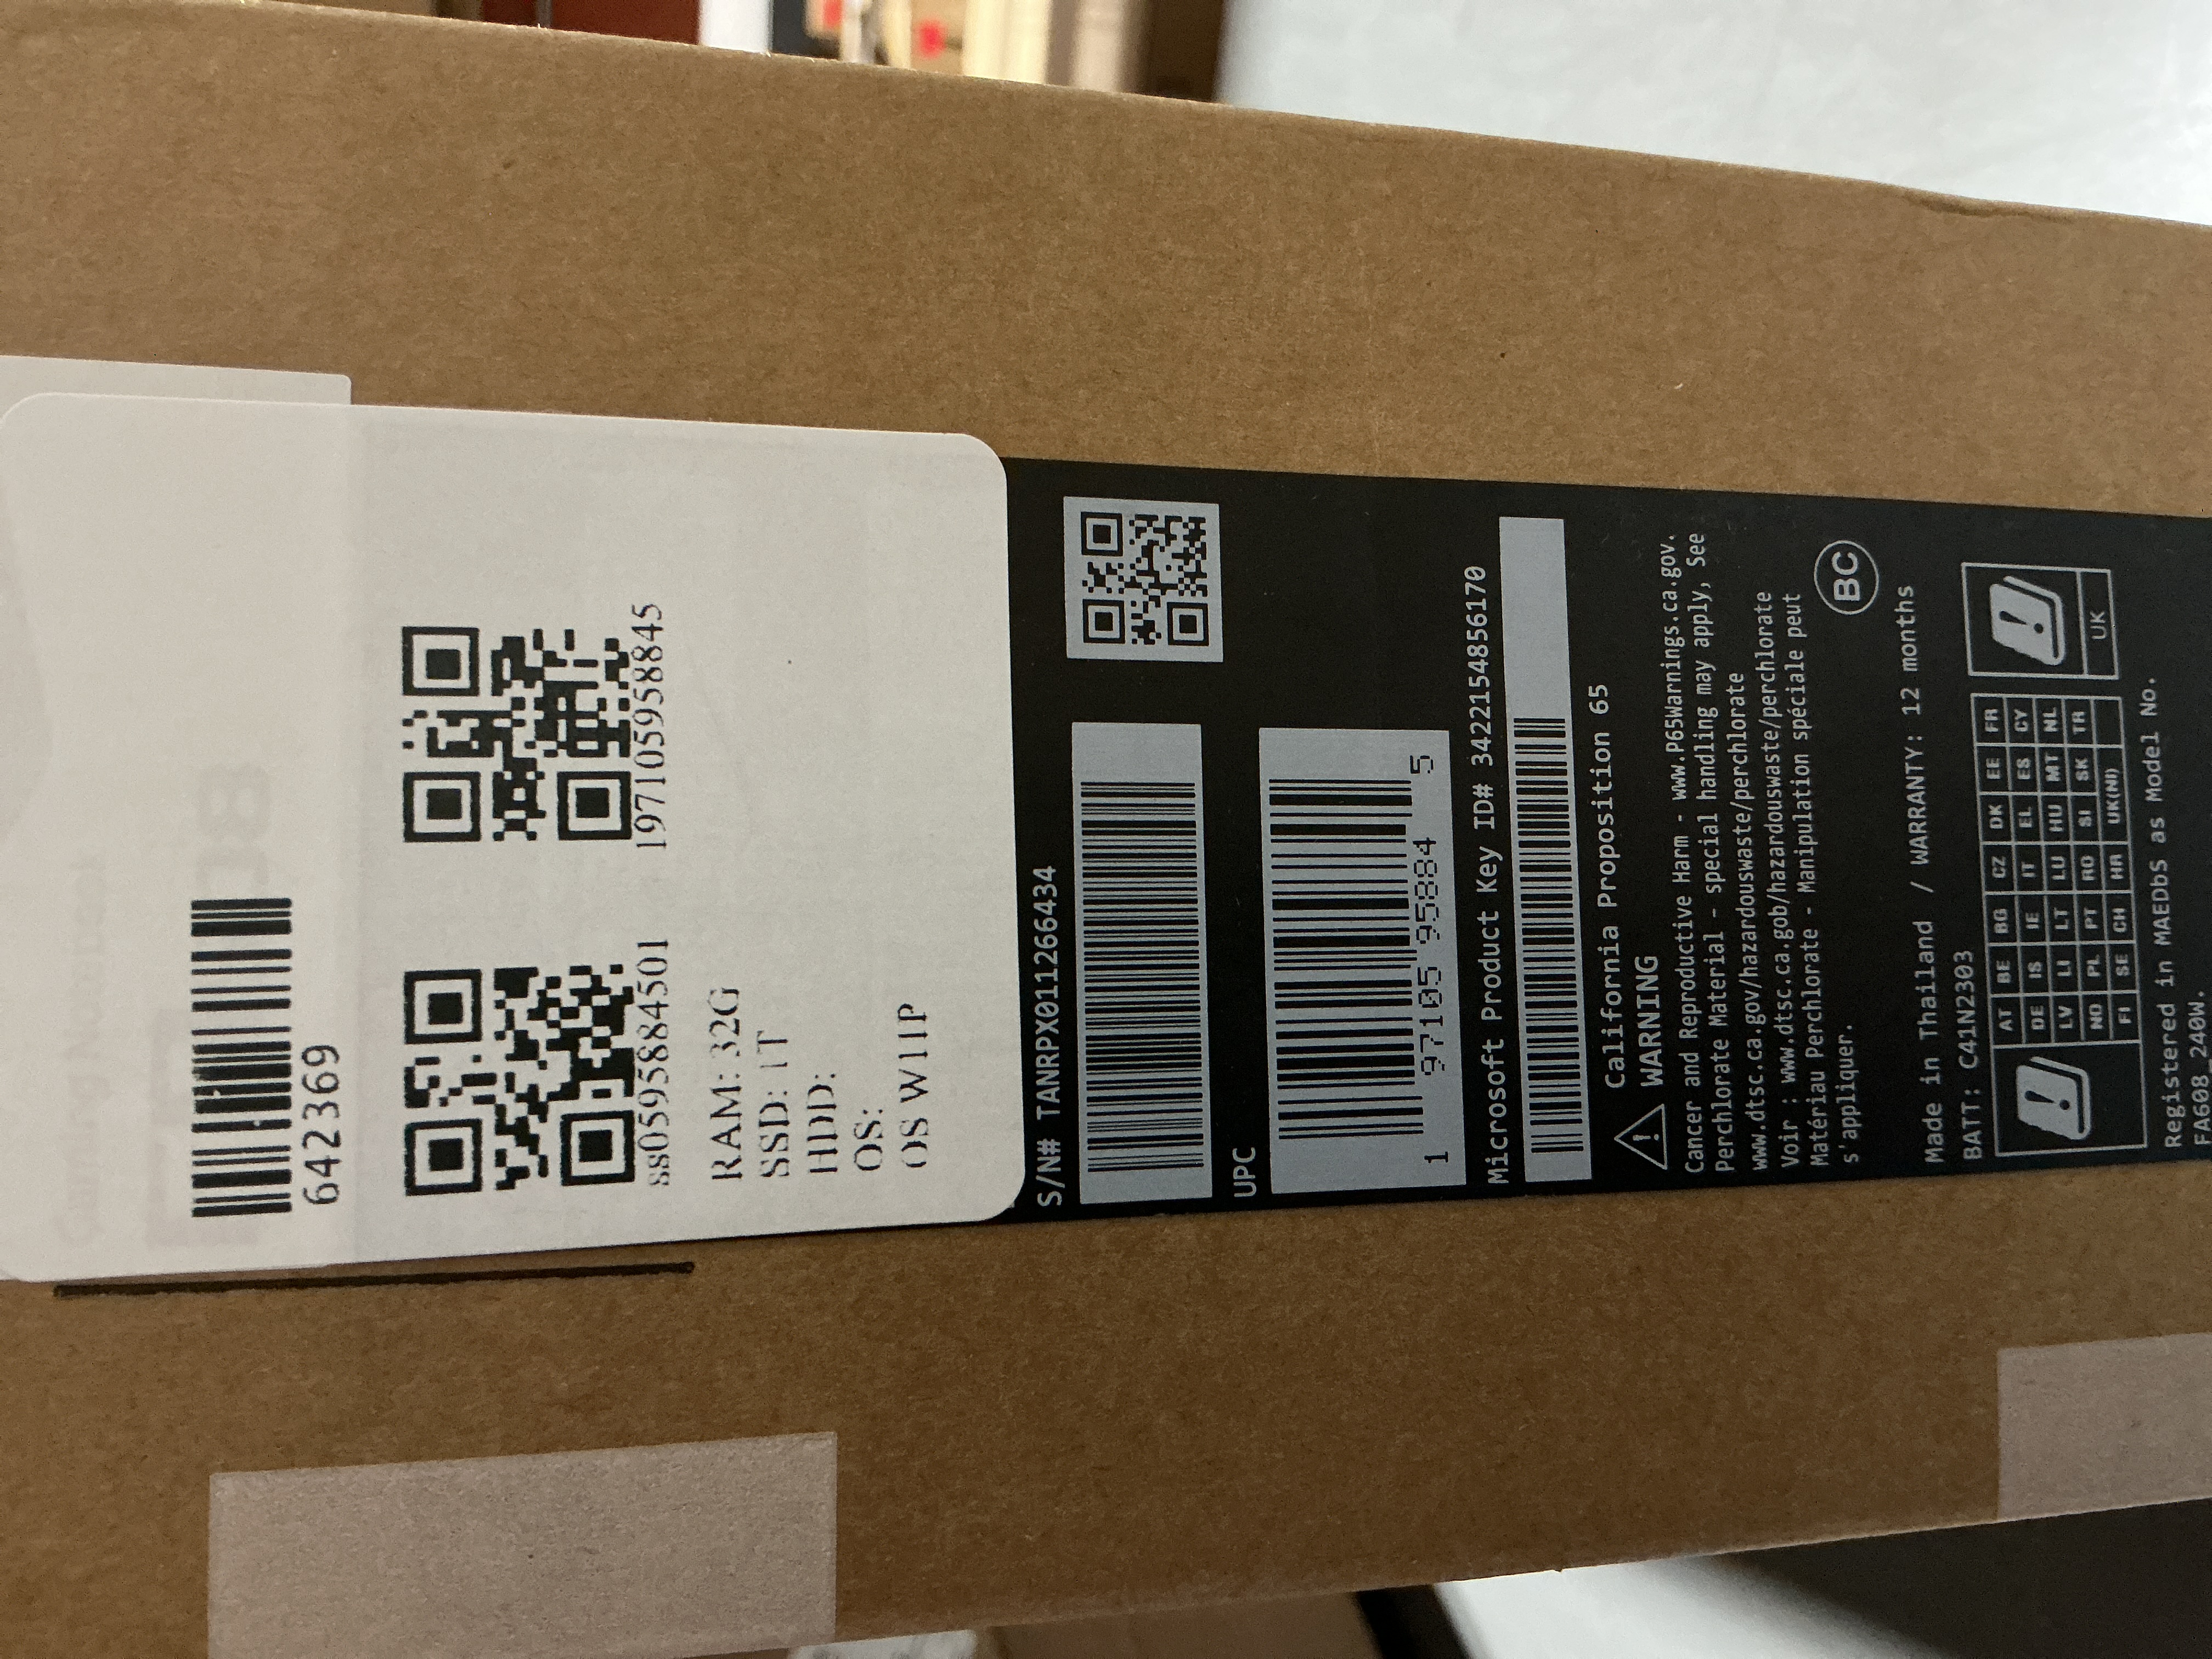 642369
ss0595884501
197105958845
RAM: 32G
SSD: 1T
HDD:
OS:
OS W11P
S/N# TANRPX011266434
UPC
1 97105 95884 5
Microsoft Product Key ID# 3422154856170
California Proposition 65
WARNING
Cancer and Reproductive Harm - www.P65Warnings.ca.gov.
Perchlorate Material - special handling may apply, See
www.dtsc.ca.gov/hazardouswaste/perchlorate
Voir : www.dtsc.ca.gob/hazardouswaste/perchlorate
Matériau Perchlorate - Manipulation spéciale peut
s'appliquer.
BC
Made in Thailand / WARRANTY: 12 months
BATT: C41N2303
AT BE BG CZ DK EE FR
DE IS IE IT EL ES CY
LV LI LT LU HU MT NL
NO PL PT RO SI SK TR
FI SE CH HR UK(NI)
UK
Registered in MAEDbS as Model No.
FA608_240W.